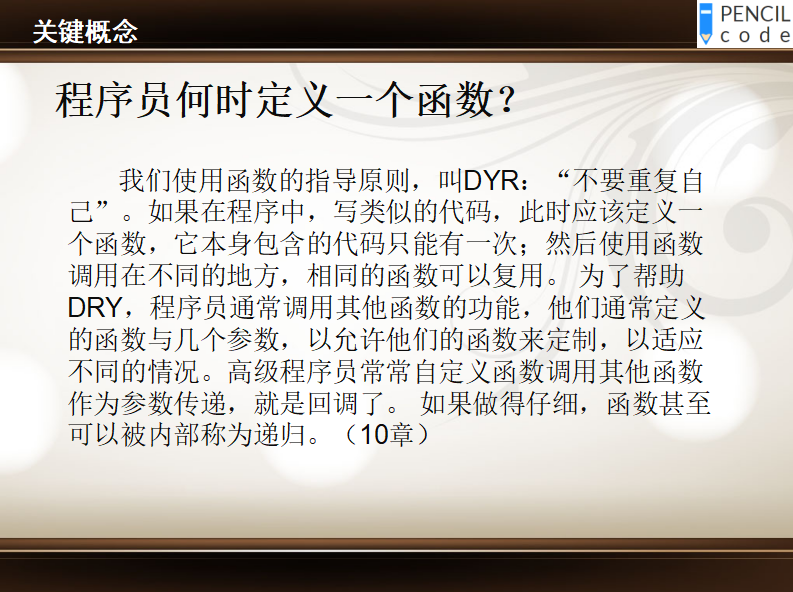 关键概念
PENCIL
code
程序员何时定义一个函数？
我们使用函数的指导原则，叫DYR：“不要重复自
己”。如果在程序中，写类似的代码，此时应该定义一
个函数，它本身包含的代码只能有一次；然后使用函数
调用在不同的地方，相同的函数可以复用。 为了帮助
DRY，程序员通常调用其他函数的功能，他们通常定义
的函数与几个参数，以允许他们的函数来定制，以适应
不同的情况。高级程序员常常自定义函数调用其他函数
作为参数传递，就是回调了。 如果做得仔细，函数甚至
可以被内部称为递归。（10章）